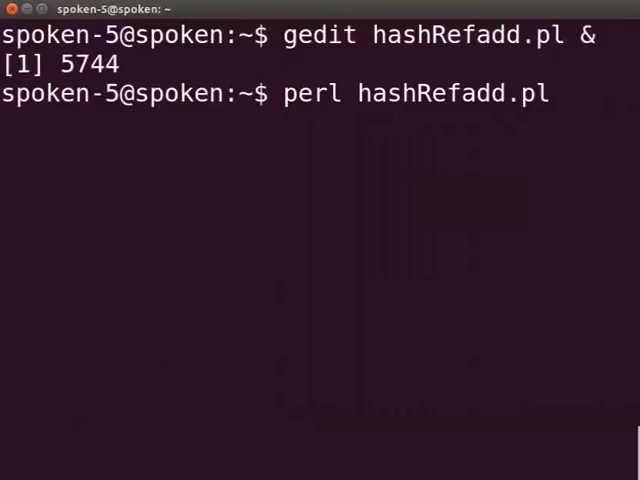 spoken-5@spoken: ~
spoken-5@spoken:~$ gedit hashRefadd.pl &
[1] 5744
spoken-5@spoken:~$ perl hashRefadd.pl